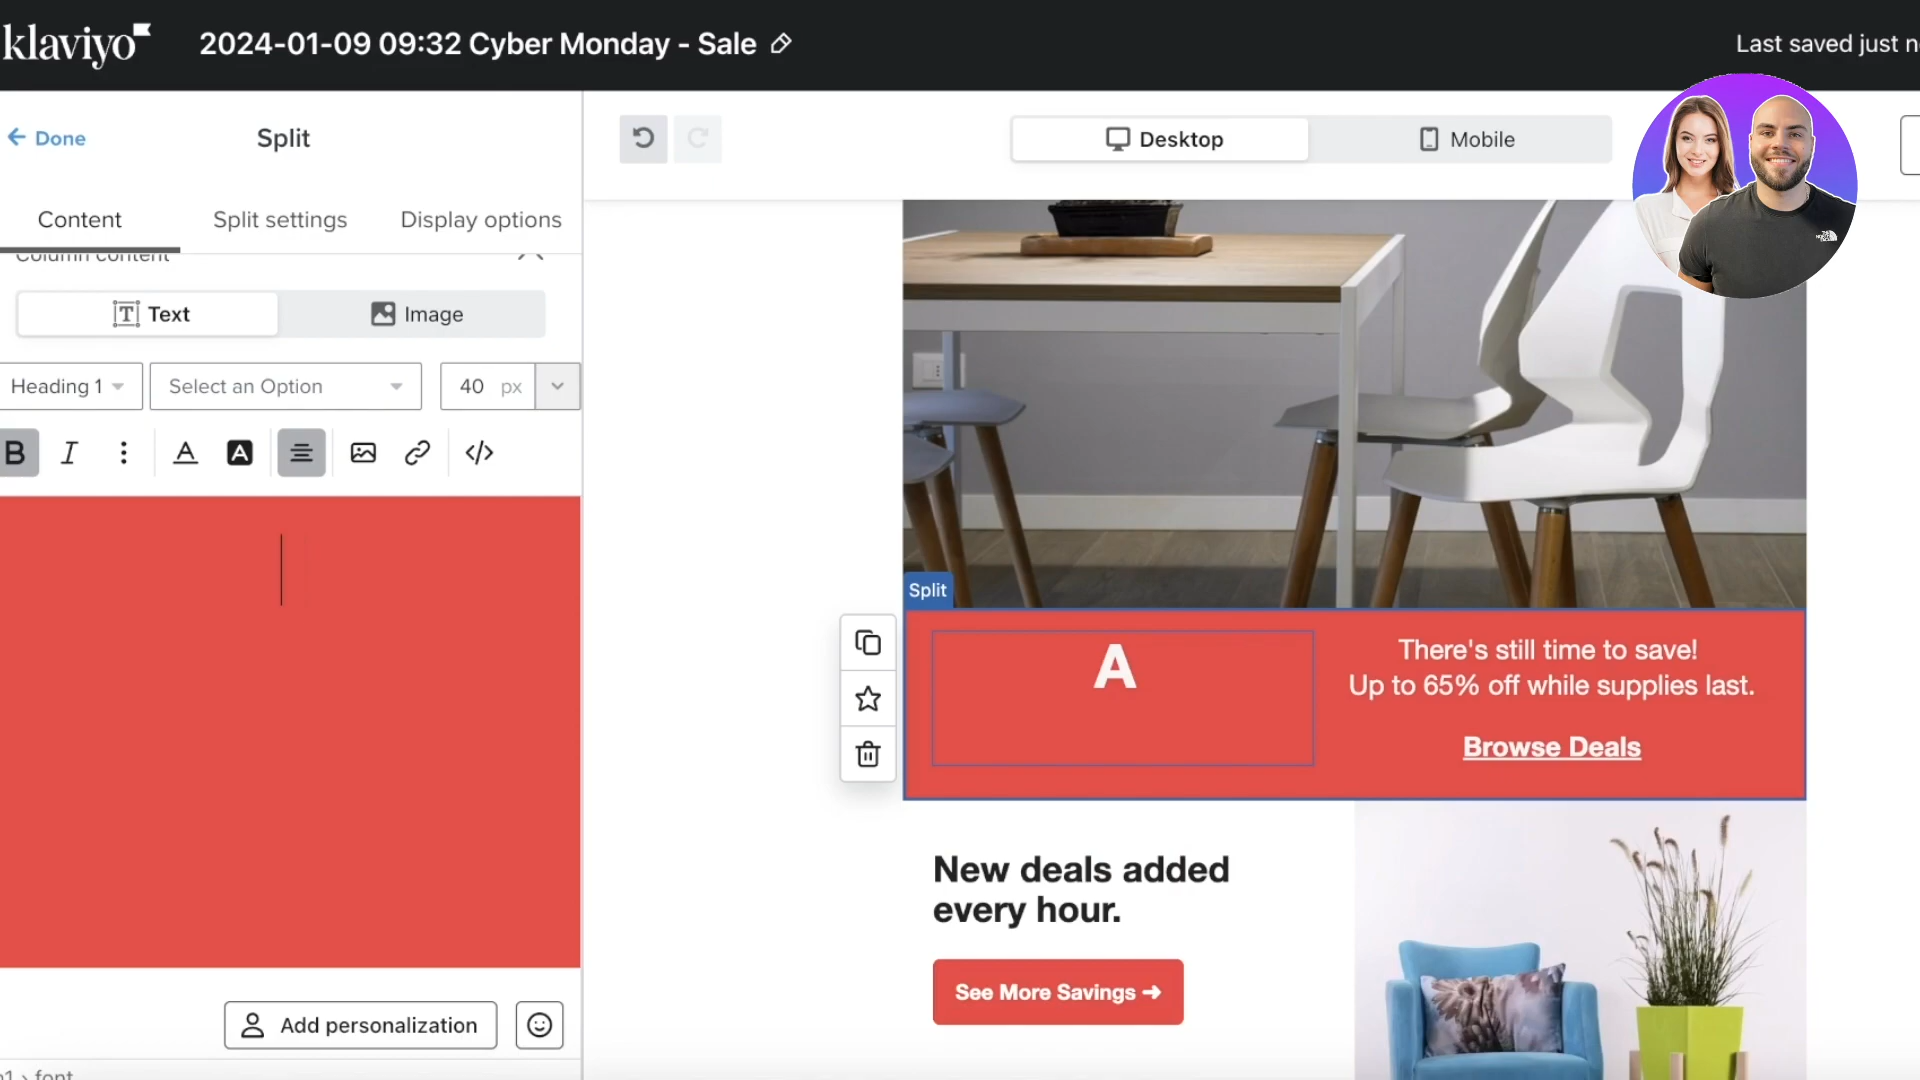 klaviyo
2024-01-09 09:32 Cyber Monday - Sale
Last saved just
Done
Split
Desktop
Mobile
Content
Split settings
Display options
Column content
Text
Image
Heading 1
Select an Option
40 px
B I A A </>
Split
A
There's still time to save!
Up to 65% off while supplies last.
Browse Deals
New deals added
every hour.
See More Savings ➜
Add personalization
› font